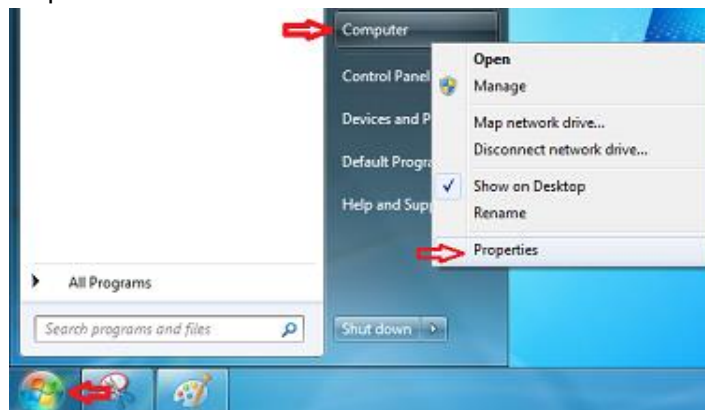 Computer
Control Panel
Devices and P
Default Progra
Help and Supp
Open
Manage
Map network drive...
Disconnect network drive...
Show on Desktop
Rename
Properties
All Programs
Search programs and files
Shut down